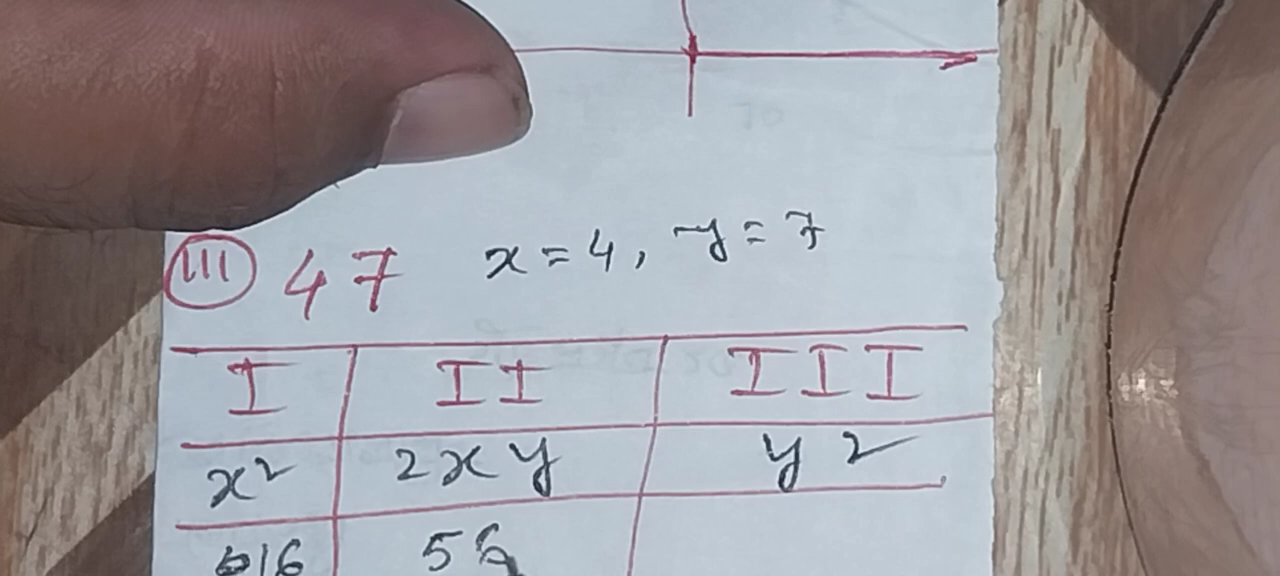 III 47 x = 4, y = 7
I II III
x² 2xy y²
16 56